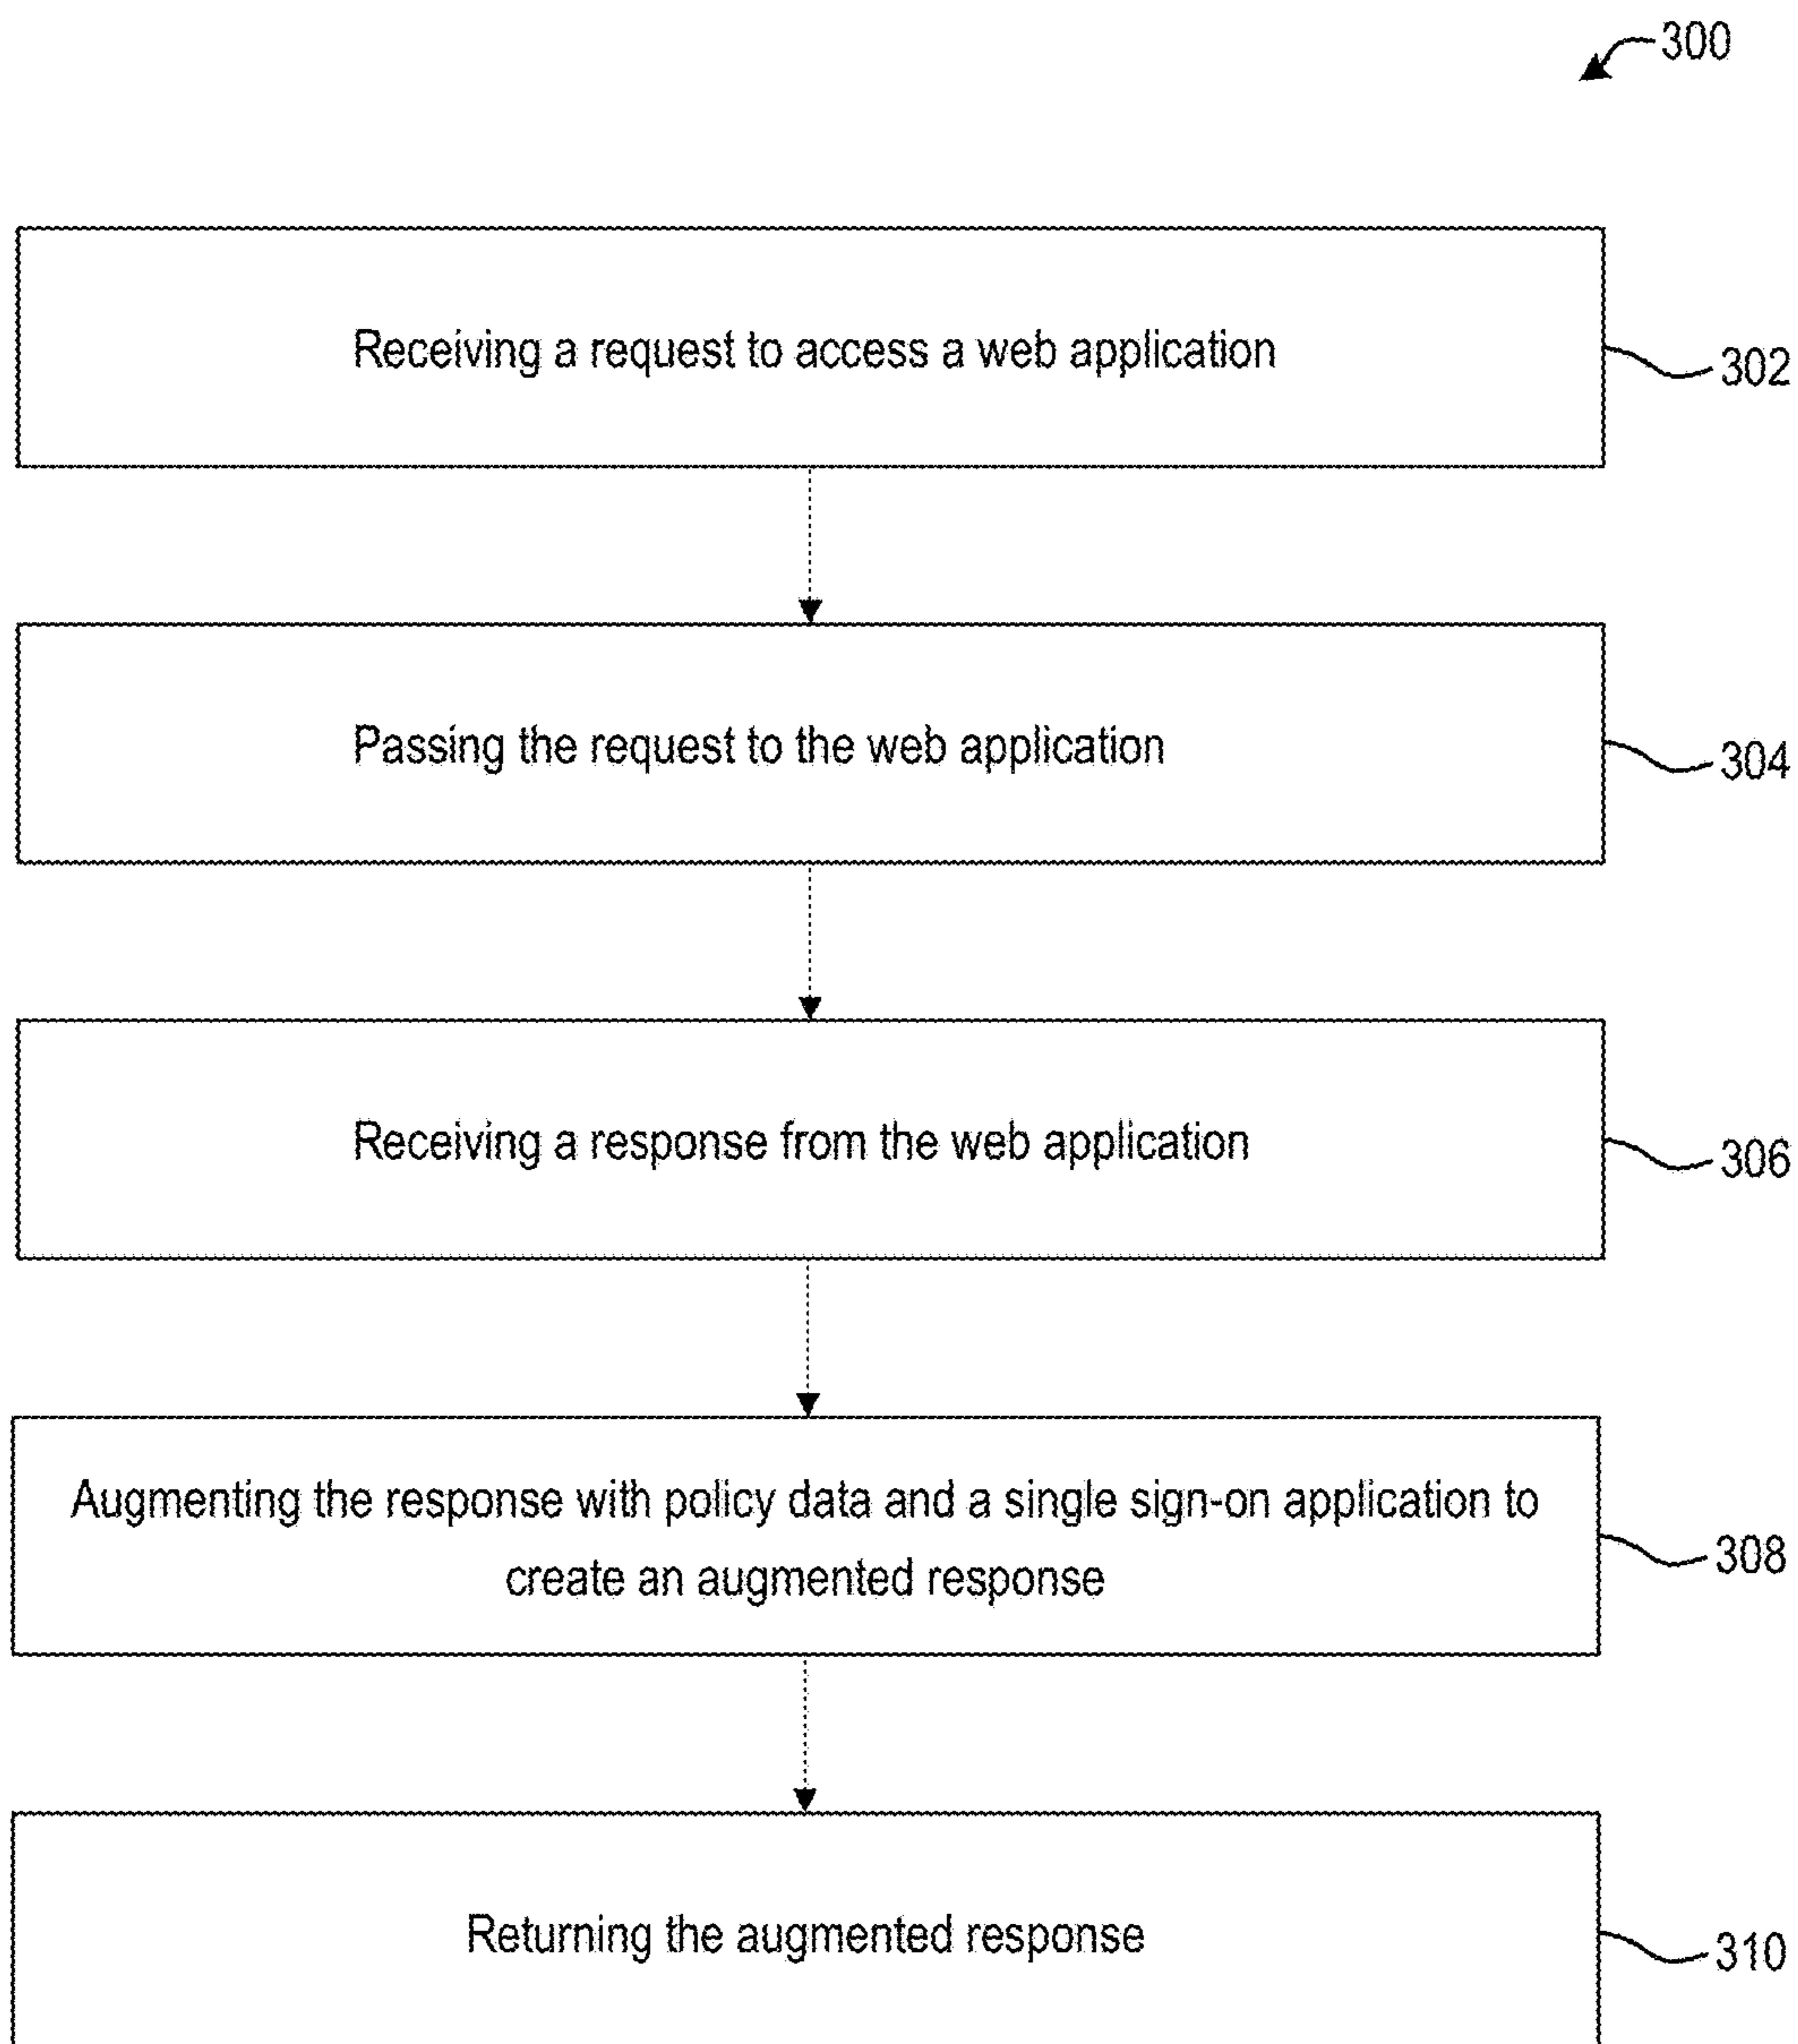 300
Receiving a request to access a web application
302
Passing the request to the web application
304
Receiving a response from the web application
306
Augmenting the response with policy data and a single sign-on application to
create an augmented response
308
Returning the augmented response
310